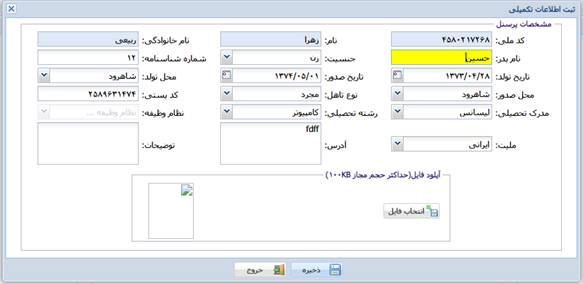 ثبت اطلاعات تکمیلی
مشخصات پرسنل
کد ملی: ۴۵۸۰۲۱۷۲۶۸ نام: زهرا نام خانوادگی: ربیعی
نام پدر: حسین جنسیت: زن شماره شناسنامه: ۱۲
تاریخ تولد: ۱۳۷۳/۰۴/۲۸ تاریخ صدور: ۱۳۷۴/۰۵/۰۱ محل تولد: شاهرود
محل صدور: شاهرود نوع تاهل: مجرد کد پستی: ۲۵۸۹۶۳۱۴۷۴
مدرک تحصیلی: لیسانس رشته تحصیلی: کامپیوتر نظام وظیفه: نظام وظیفه ...
ملیت: ایرانی آدرس: fdff توضیحات:
آپلود فایل(حداکثر حجم مجاز ۱۰۰KB)
انتخاب فایل
ذخیره خروج